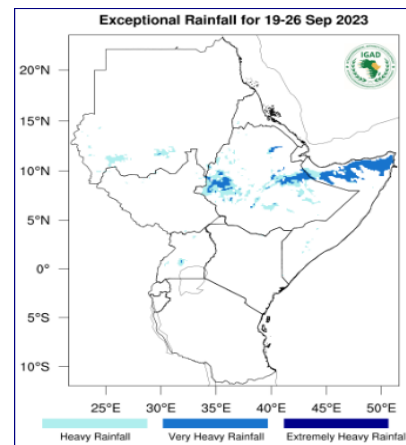 Exceptional Rainfall for 19-26 Sep 2023
IGAD
20°N
15°N
10°N
5°N
0°
5°S
10°S
25°E 30°E 35°E 40°E 45°E 50°E
Heavy Rainfall Very Heavy Rainfall Extremely Heavy Rainfall